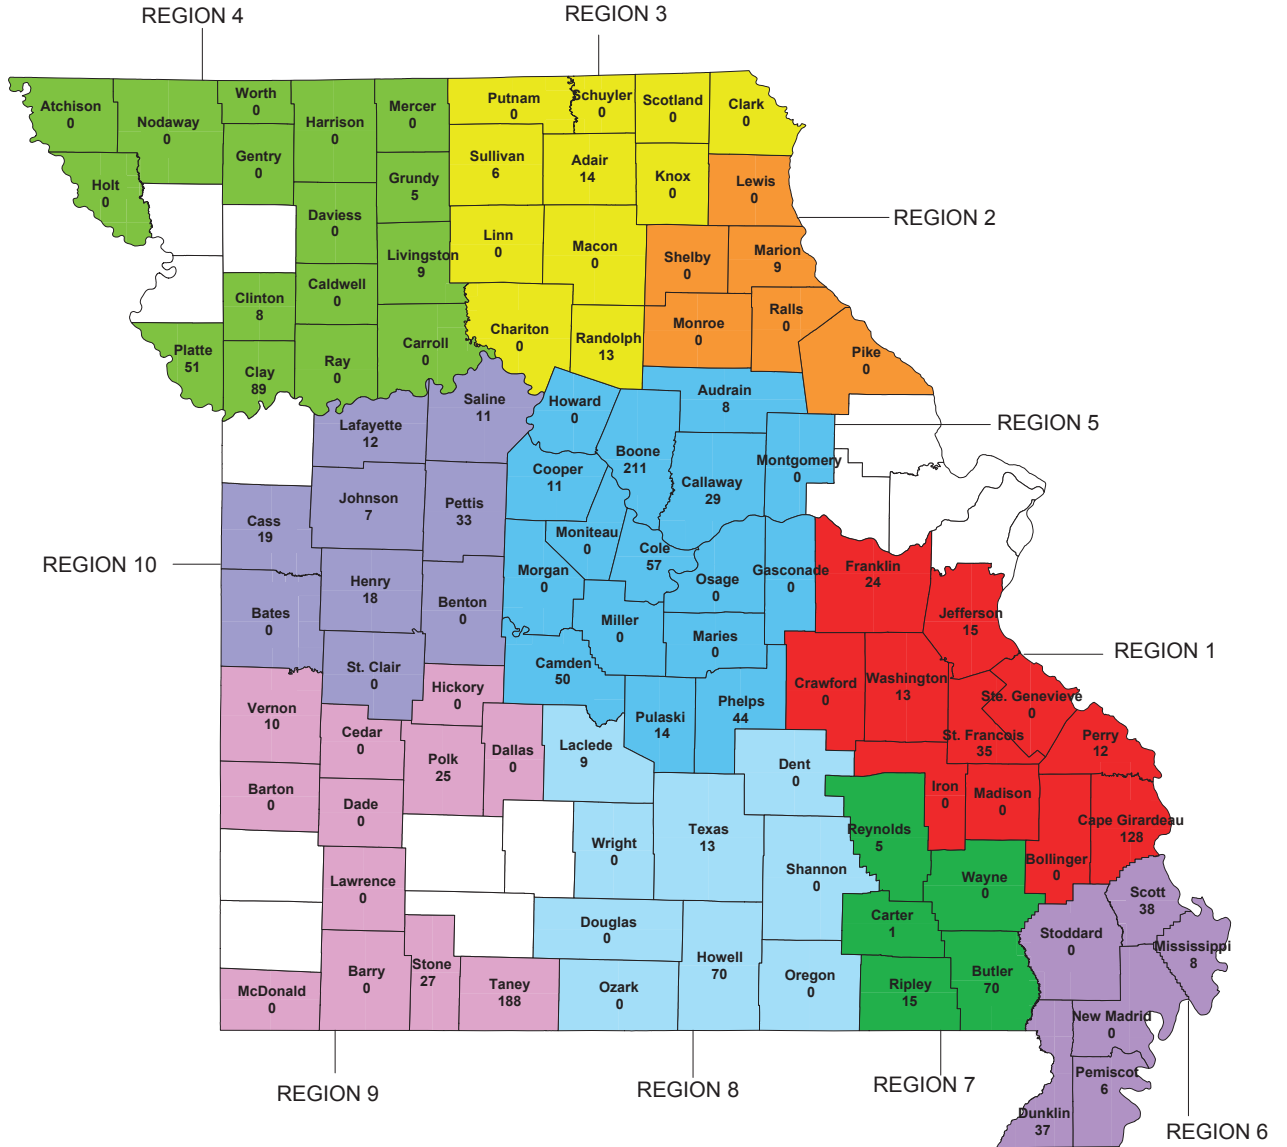 REGION 4
REGION 3
Atchison
0
Nodaway
0
Worth
0
Harrison
0
Mercer
0
Putnam
0
Schuyler
0
Scotland
0
Clark
0
Holt
0
Gentry
0
Grundy
5
Sullivan
6
Adair
14
Knox
0
Lewis
0
REGION 2
Daviess
0
Livingston
9
Linn
0
Macon
0
Shelby
0
Marion
9
Clinton
8
Caldwell
0
Chariton
0
Randolph
13
Monroe
0
Ralls
0
Platte
51
Clay
89
Ray
0
Carroll
0
Pike
0
Lafayette
12
Saline
11
Howard
0
Audrain
8
REGION 5
Boone
211
Cooper
11
Callaway
29
Montgomery
0
Cass
19
Johnson
7
Pettis
33
Moniteau
0
Cole
57
REGION 10
Henry
18
Benton
0
Morgan
0
Osage
0
Gasconade
0
Franklin
24
Bates
0
Miller
0
Maries
0
Jefferson
15
REGION 1
St. Clair
0
Hickory
0
Camden
50
Crawford
0
Washington
13
Ste. Genevieve
0
Vernon
10
Cedar
0
Polk
25
Dallas
0
Laclede
9
Pulaski
14
Phelps
44
St. Francois
35
Perry
12
Barton
0
Dade
0
Dent
0
Iron
0
Madison
0
Cape Girardeau
128
Wright
0
Texas
13
Reynolds
5
Shannon
0
Wayne
0
Bollinger
0
Lawrence
0
Scott
38
Douglas
0
Carter
1
Stoddard
0
Mississippi
8
McDonald
0
Barry
0
Stone
27
Taney
188
Ozark
0
Howell
70
Oregon
0
Ripley
15
Butler
70
New Madrid
0
Pemiscot
6
Dunklin
37
REGION 9
REGION 8
REGION 7
REGION 6